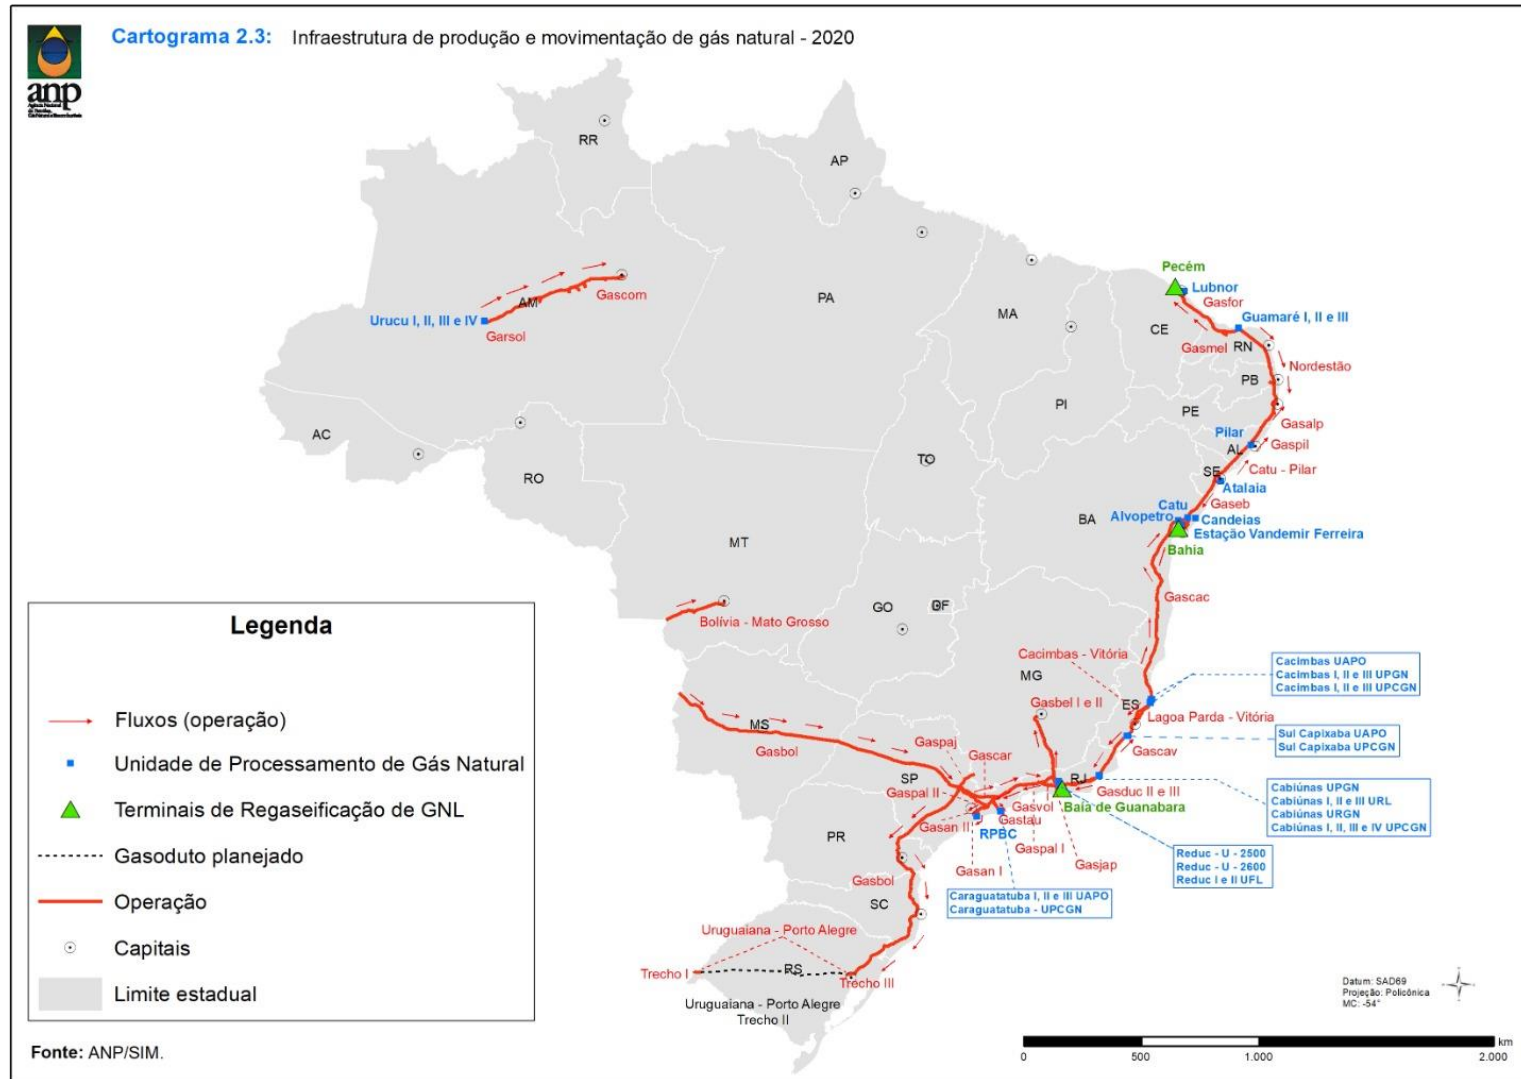 Cartograma 2.3: Infraestrutura de produção e movimentação de gás natural - 2020
anp
RR
AP
AM
Gascom
Urucu I, II, III e IV
Garsol
PA
MA
Pecém
Lubnor
Gasfor
CE
Guamaré I, II e III
Gasmel
RN
Nordestão
PB
PI
PE
Gasalp
Pilar
AL
Gaspil
AC
RO
TO
SE
Catu - Pilar
Atalaia
Gaseb
Catu
Alvopetro
Candeias
BA
Estação Vandemir Ferreira
Bahia
MT
Gascac
GO
DF
Bolívia - Mato Grosso
Cacimbas - Vitória
Cacimbas UAPO
Cacimbas I, II e III UPGN
Cacimbas I, II e III UPCGN
MG
Gasbel I e II
ES
Lagoa Parda - Vitória
Sul Capixaba UAPO
Sul Capixaba UPCGN
MS
Gasbol
Gaspaj
Gascar
Gascav
SP
RJ
Gaspal II
Gasduc II e III
Gasvol
Baia de Guanabara
Cabiúnas UPGN
Cabiúnas I, II e III URL
Cabiúnas URGN
Cabiúnas I, II, III e IV UPCGN
Gasan II
Gastau
RPBC
PR
Gaspal I
Gasan I
Gasjap
Reduc - U - 2500
Reduc - U - 2600
Reduc I e II UFL
Gasbol
Caraguatatuba I, II e III UAPO
Caraguatatuba - UPCGN
SC
Uruguaiana - Porto Alegre
Trecho I
RS
Trecho III
Uruguaiana - Porto Alegre
Trecho II
Legenda
Fluxos (operação)
Unidade de Processamento de Gás Natural
Terminais de Regaseificação de GNL
Gasoduto planejado
Operação
Capitais
Limite estadual
Fonte: ANP/SIM.
Datum: SAD69
Projeção: Policônica
MC: -54°
km
0 500 1.000 2.000